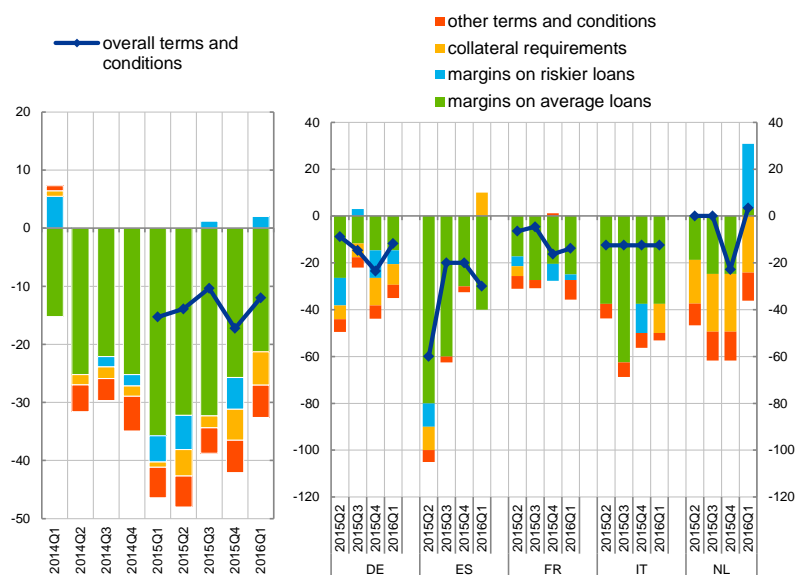 overall terms and
conditions
other terms and conditions
collateral requirements
margins on riskier loans
margins on average loans
20
10
0
-10
-20
-30
-40
-50
2014Q1
2014Q2
2014Q3
2014Q4
2015Q1
2015Q2
2015Q3
2015Q4
2016Q1
40
20
0
-20
-40
-60
-80
-100
-120
40
20
0
-20
-40
-60
-80
-100
-120
2015Q2
2015Q3
2015Q4
2016Q1
2015Q2
2015Q3
2015Q4
2016Q1
2015Q2
2015Q3
2015Q4
2016Q1
2015Q2
2015Q3
2015Q4
2016Q1
2015Q2
2015Q3
2015Q4
2016Q1
DE ES FR IT NL